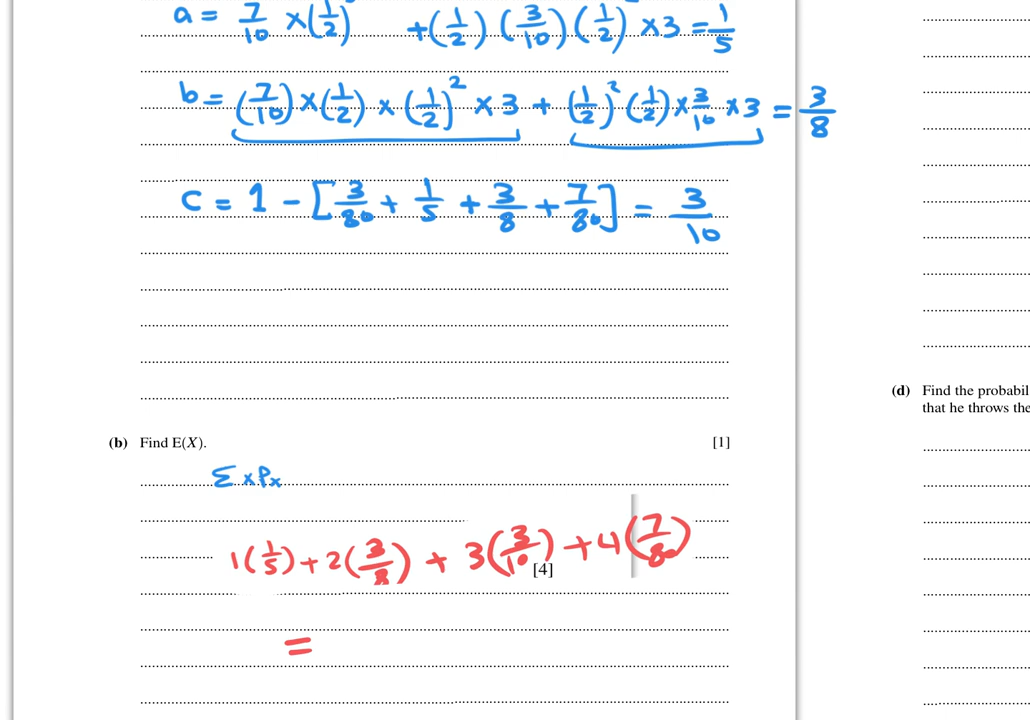 a = 7/10 ×(1/2) +(1/2)(3/10)(1/2) ×3 = 1/5
b = (7/10)×(1/2)×(1/2)² ×3 + (1/2)²(1/2)×3/10 ×3 = 3/8
c = 1 - [3/80 + 1/5 + 3/8 + 7/80] = 3/10
(b) Find E(X). [1]
Σ xPx
1(1/5)+2(3/8) + 3(3/10) +4(7/80)
[4]
=
(d) Find the probabil
that he throws the